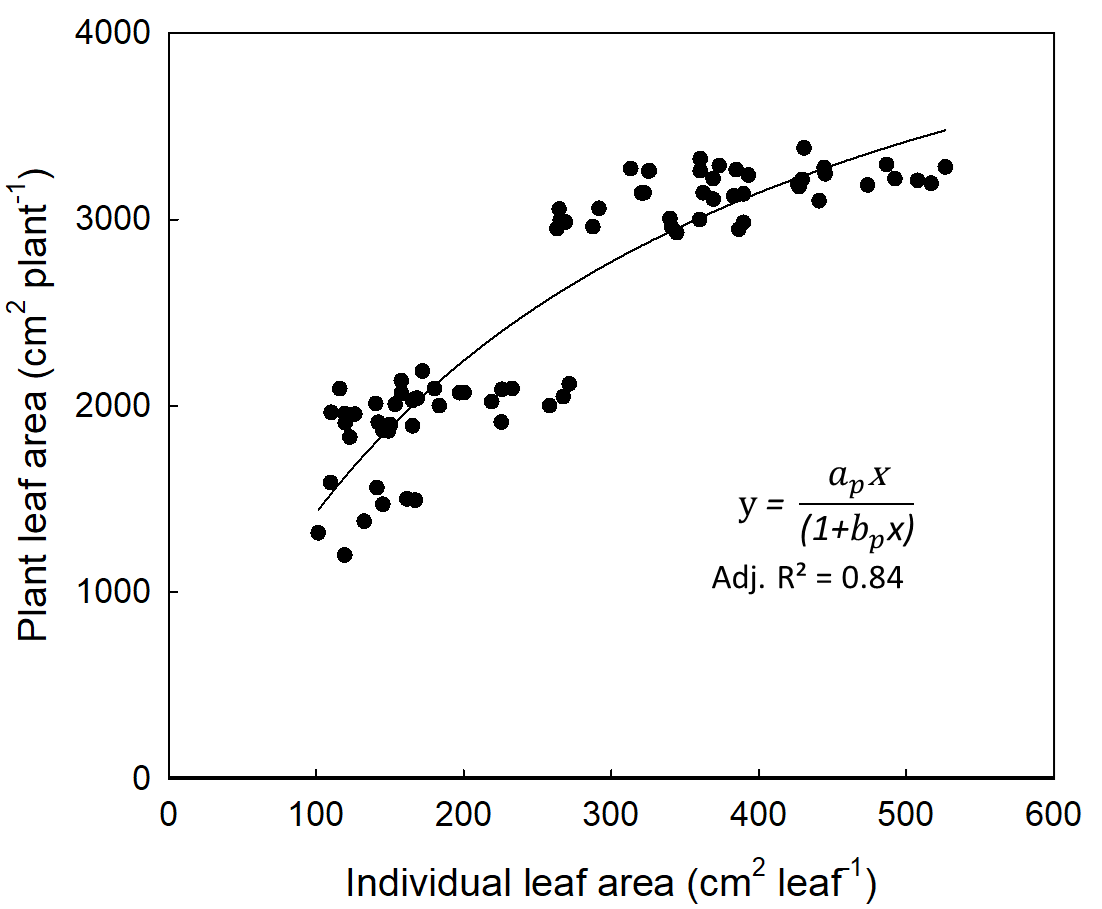 4000
3000
2000
1000
0
Plant leaf area (cm² plant⁻¹)
y = aₚx / (1+bₚx)
Adj. R² = 0.84
0 100 200 300 400 500 600
Individual leaf area (cm² leaf⁻¹)